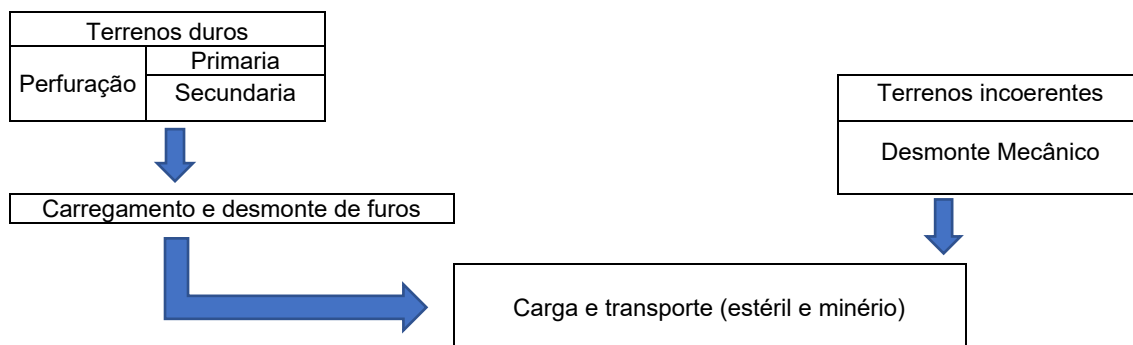 Terrenos duros
Perfuração
Primaria
Secundaria
Terrenos incoerentes
Desmonte Mecânico
Carregamento e desmonte de furos
Carga e transporte (estéril e minério)